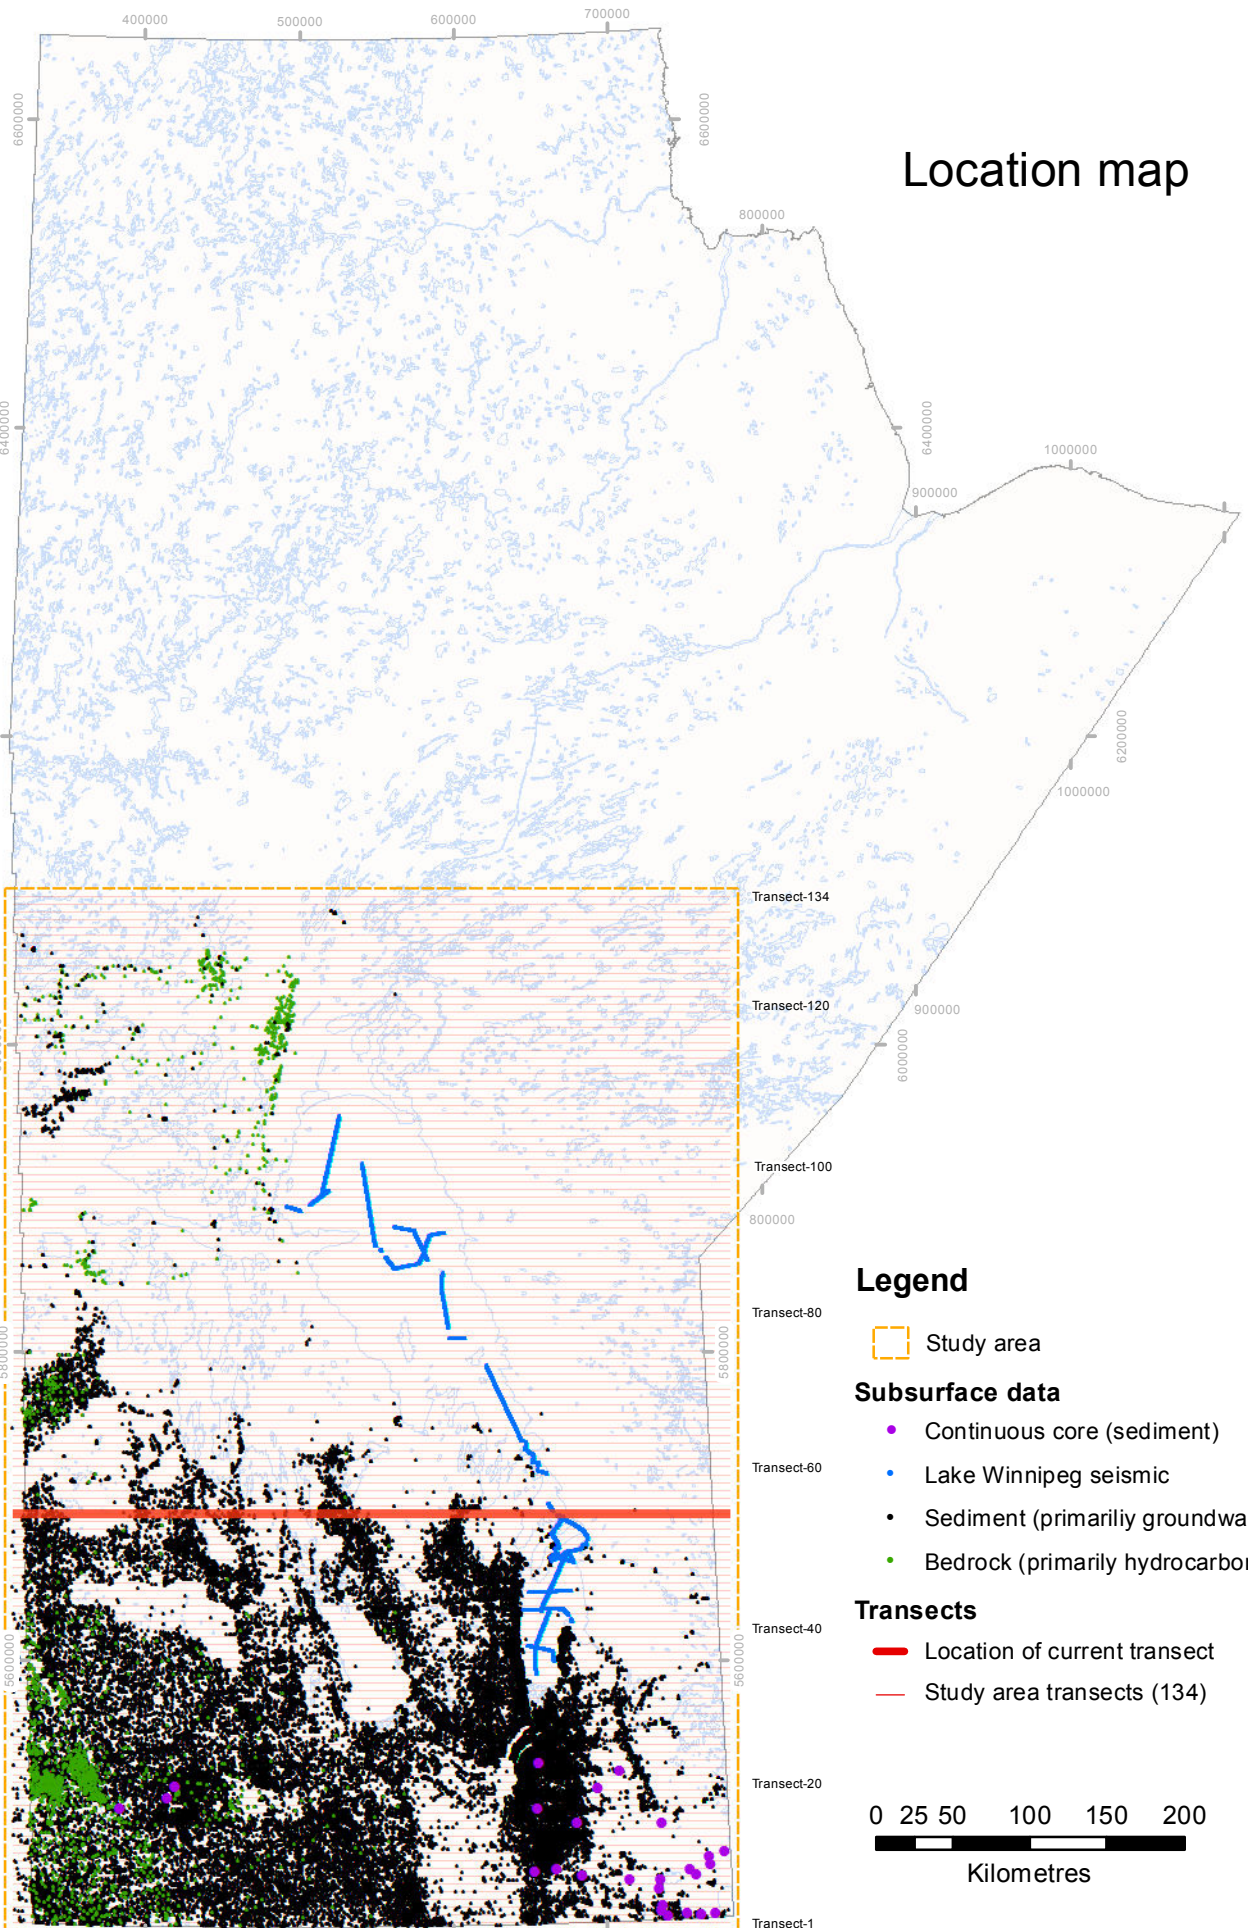 400000
500000
600000
700000
6600000
6600000
Location map
800000
6400000
6400000
1000000
900000
6200000
1000000
Transect-134
Transect-120
900000
6000000
Transect-100
800000
Legend
Transect-80
5800000
5800000
Study area
Subsurface data
Continuous core (sediment)
Transect-60
Lake Winnipeg seismic
Sediment (primariliy groundwa
Bedrock (primarily hydrocarbon
Transects
Transect-40
5600000
5600000
Location of current transect
Study area transects (134)
Transect-20
0 25 50 100 150 200
Kilometres
Transect-1